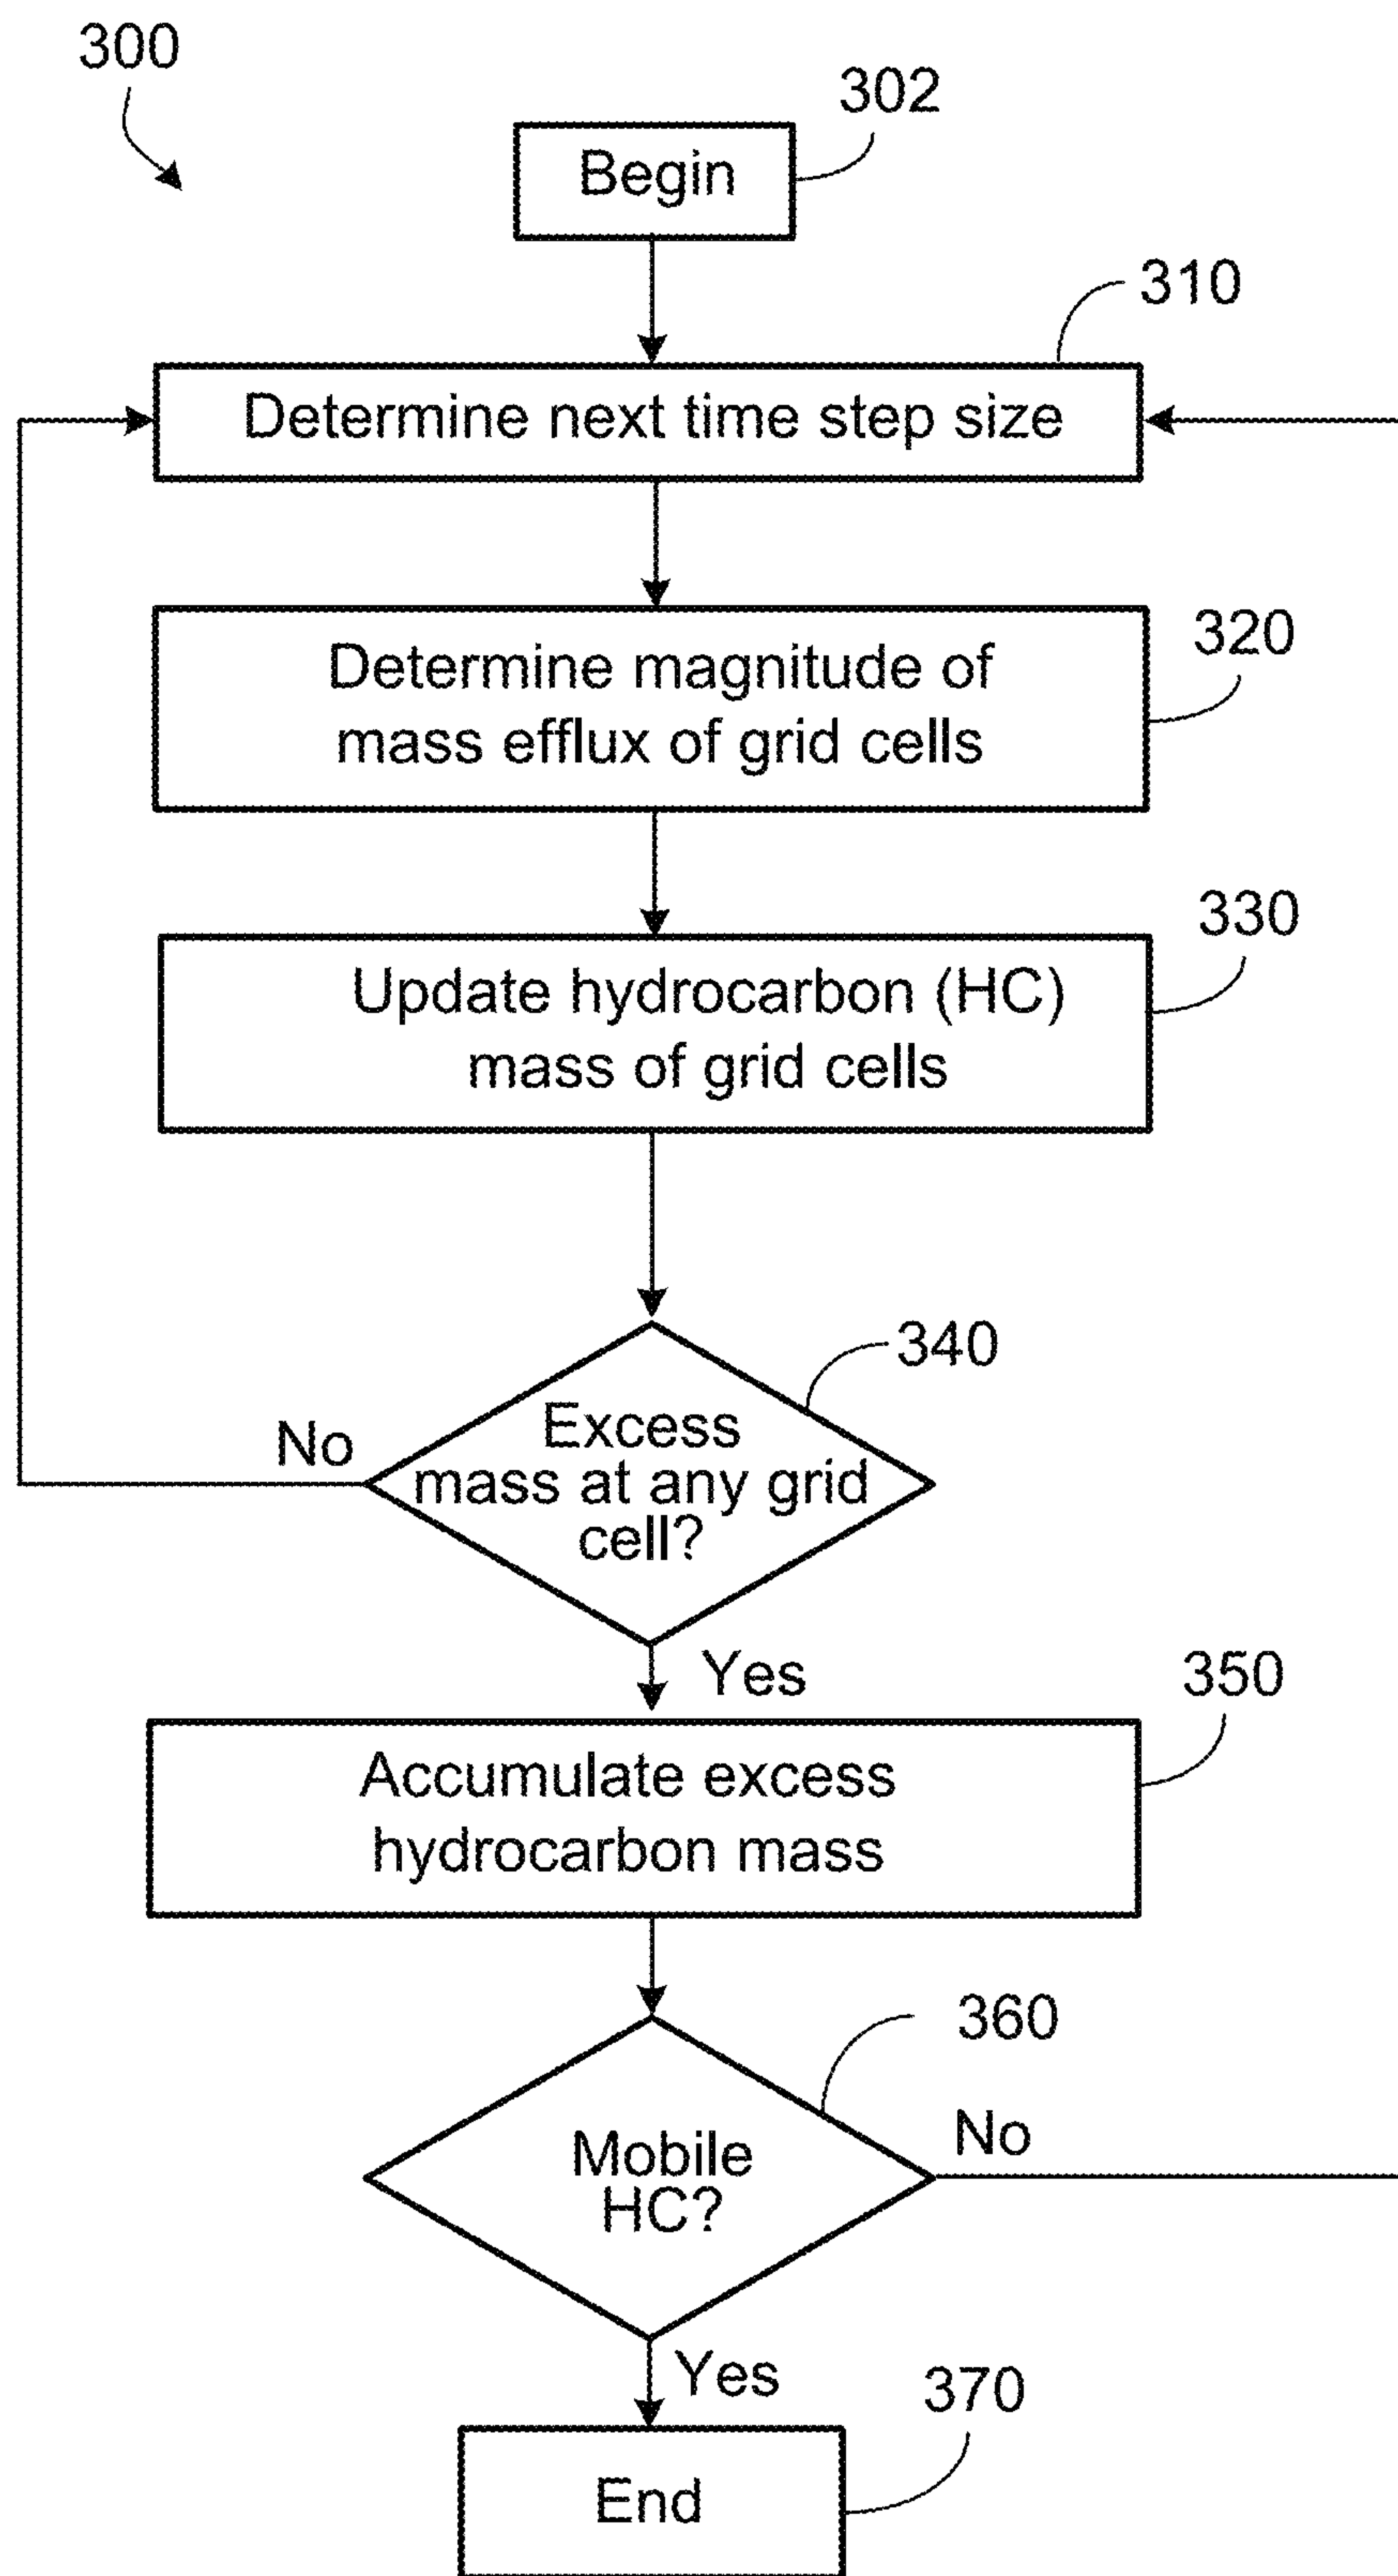 300
302
Begin
310
Determine next time step size
320
Determine magnitude of
mass efflux of grid cells
330
Update hydrocarbon (HC)
mass of grid cells
340
Excess
mass at any grid
cell?
No
Yes
350
Accumulate excess
hydrocarbon mass
360
Mobile
HC?
No
Yes
370
End